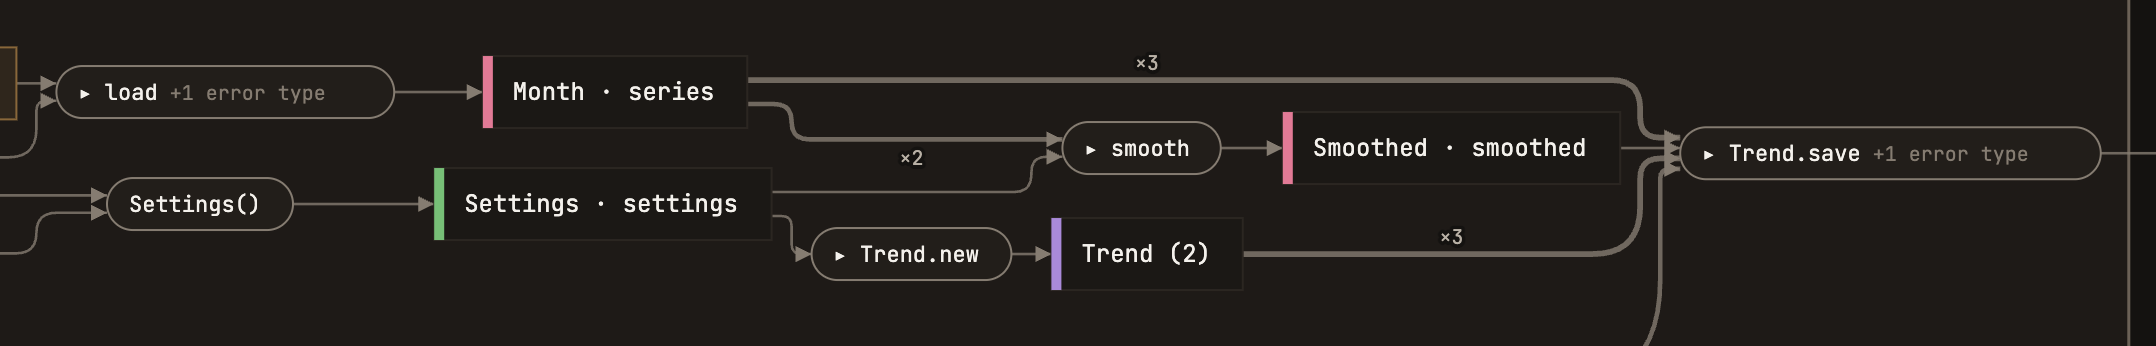 ×3
▸ load +1 error type
Month · series
×2
▸ smooth
Smoothed · smoothed
▸ Trend.save +1 error type
Settings()
Settings · settings
▸ Trend.new
Trend (2)
×3